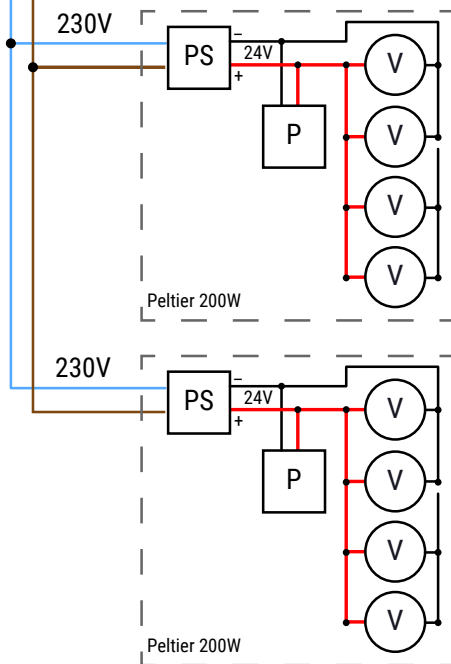 230V
PS
–
24V
+
V
P
V
V
V
Peltier 200W
230V
PS
–
24V
+
V
P
V
V
V
Peltier 200W